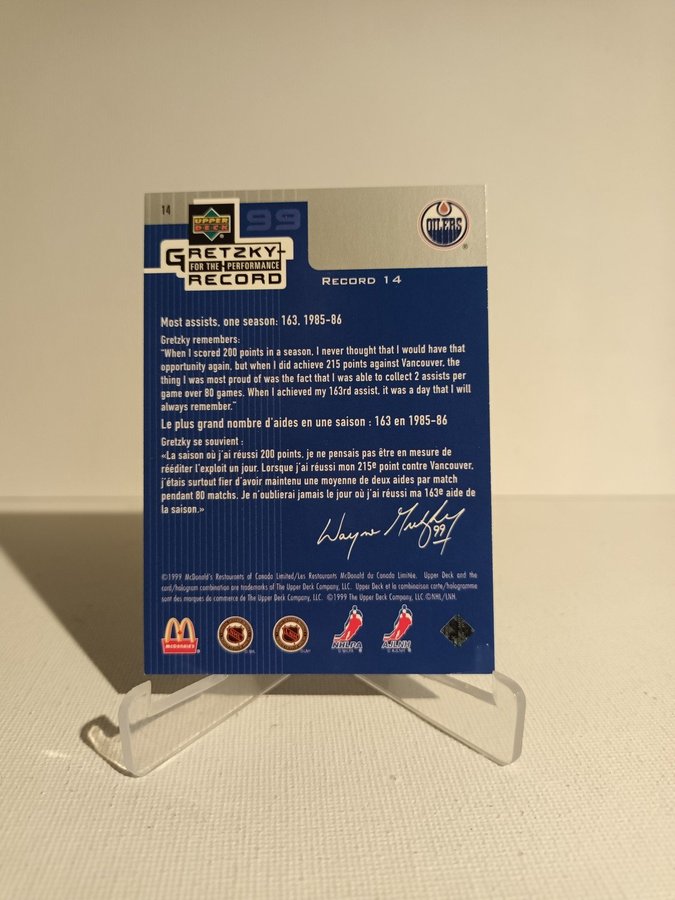 14
UPPER
DECK
99
OILERS
GRETZKY
FOR THE PERFORMANCE
RECORD
RECORD 14
Most assists, one season: 163, 1985-86
Gretzky remembers:
"When I scored 200 points in a season, I never thought that I would have that
opportunity again, but when I did achieve 215 points against Vancouver, the
thing I was most proud of was the fact that I was able to collect 2 assists per
game over 80 games. When I achieved my 163rd assist, it was a day that I will
always remember."
Le plus grand nombre d'aides en une saison : 163 en 1985-86
Gretzky se souvient :
«La saison où j'ai réussi 200 points, je ne pensais pas être en mesure de
rééditer l'exploit un jour. Lorsque j'ai réussi mon 215e point contre Vancouver,
j'étais surtout fier d'avoir maintenu une moyenne de deux aides par match
pendant 80 matchs. Je n'oublierai jamais le jour où j'ai réussi ma 163e aide de
la saison.»
Wayne Gretzky
99
©1999 McDonald's Restaurants of Canada Limited/Les Restaurants McDonald du Canada Limitée. Upper Deck and the
card/hologram combination are trademarks of The Upper Deck Company, LLC. Upper Deck et la combinaison carte/hologramme
sont des marques de commerce de The Upper Deck Company, LLC. ©1999 The Upper Deck Company, LLC. ©NHL/LNH.
McDONALD'S
NHLPA
AJLNH